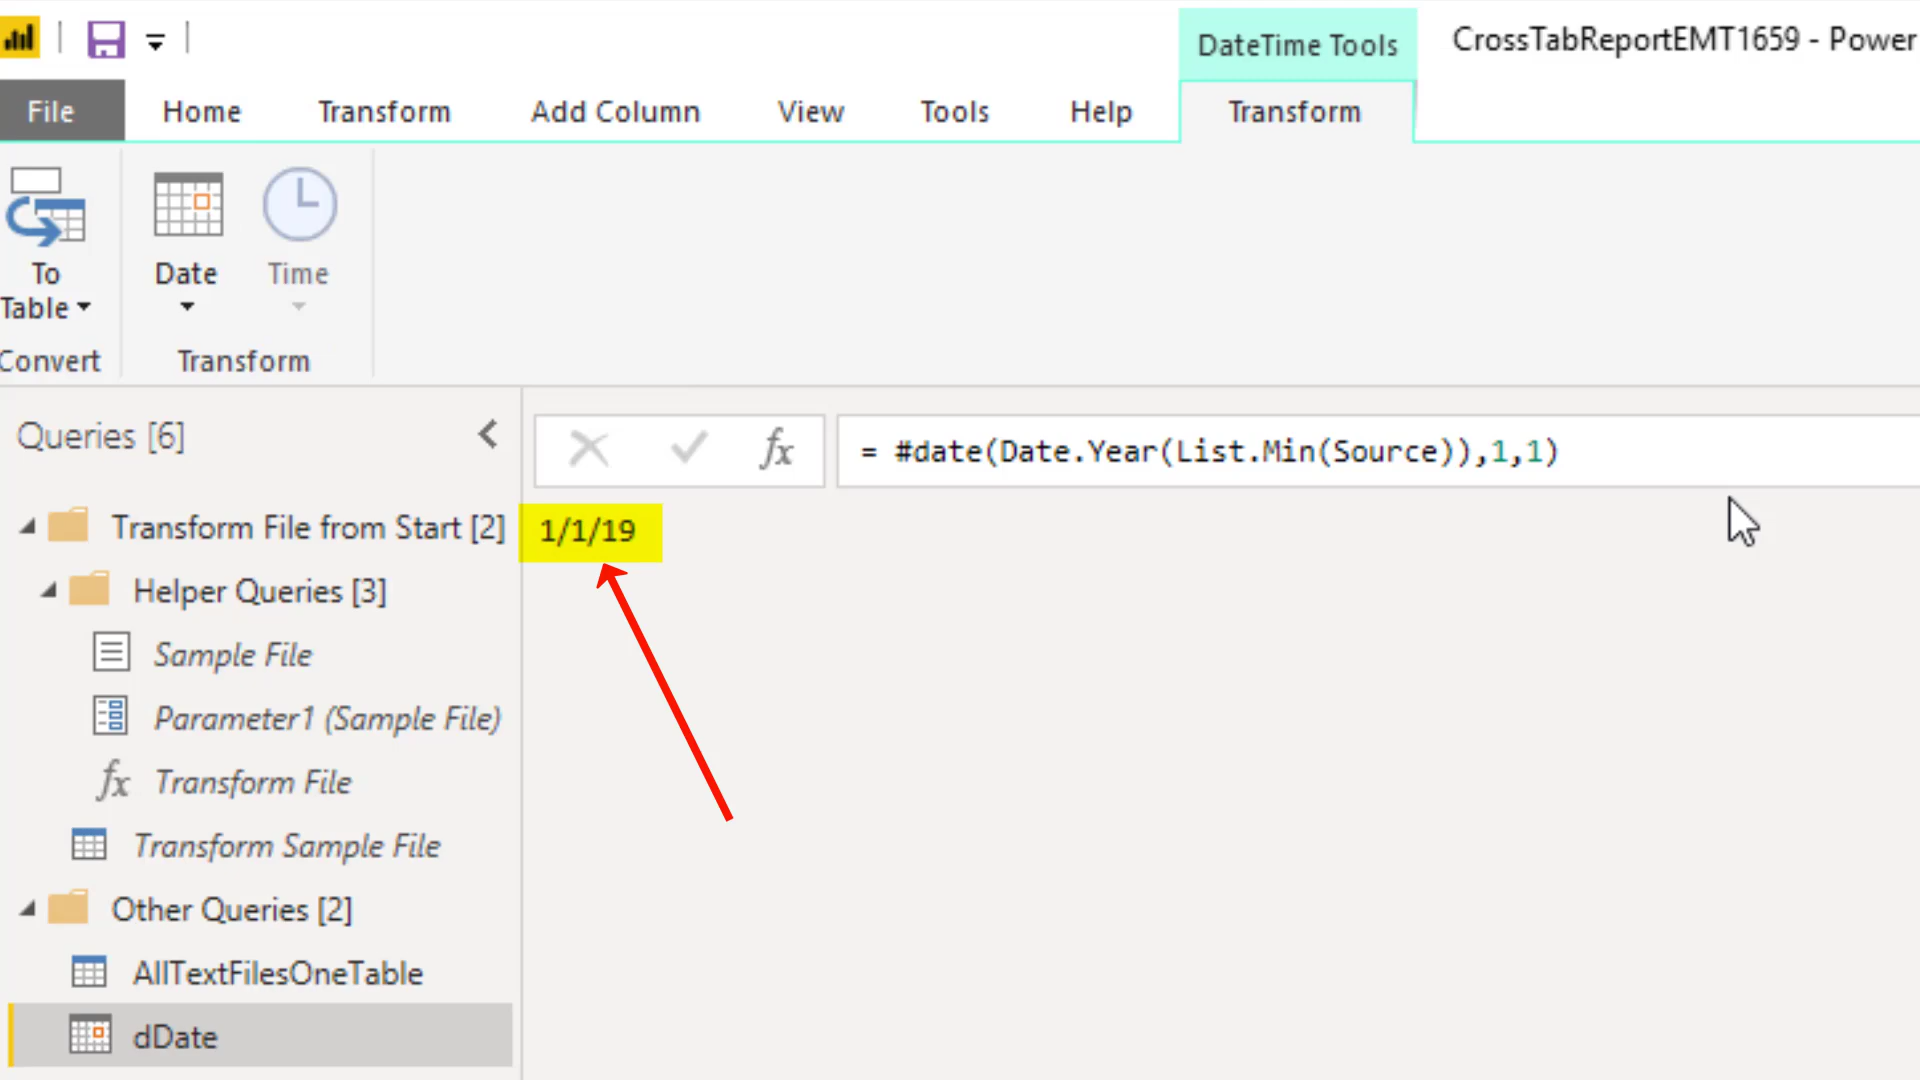 DateTime Tools
CrossTabReportEMT1659 - Power
File Home Transform Add Column View Tools Help Transform
To Table
Date
Time
Convert
Transform
Queries [6]
fx
= #date(Date.Year(List.Min(Source)),1,1)
Transform File from Start [2]
1/1/19
Helper Queries [3]
Sample File
Parameter1 (Sample File)
fx Transform File
Transform Sample File
Other Queries [2]
AllTextFilesOneTable
dDate